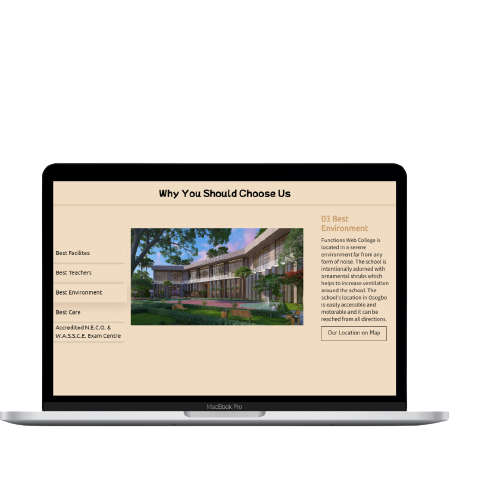 Why You Should Choose Us
Best Facilites
Best Teachers
Best Environment
Best Care
Accredited N.E.C.O. &
W.A.S.S.C.E. Exam Centre
03 Best
Environment
Functions Web College is
located in a serene
environment far from any
form of noise. The school is
intentionally adorned with
ornamental shrubs which
helps to increase ventilation
around the school. The
school's location in Osogbo
is easily accessible and
motorable and it can be
reached from all directions.
Our Location on Map
MacBook Pro